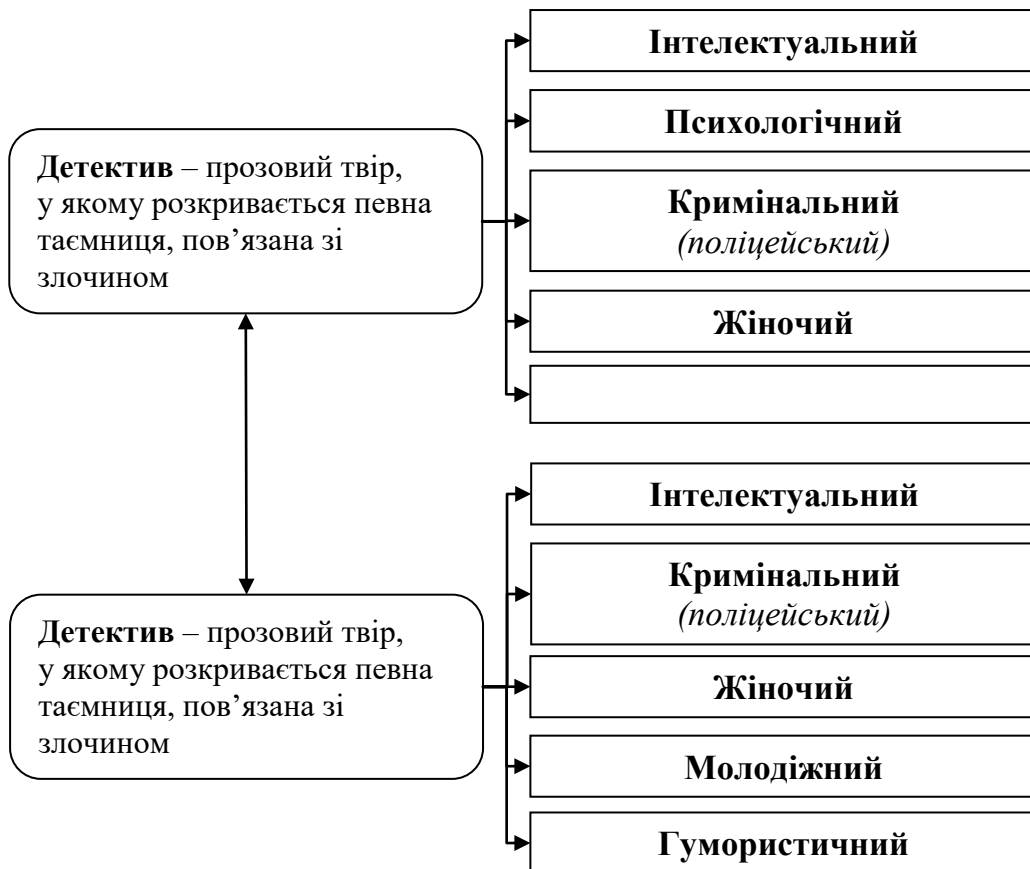 Детектив – прозовий твір,
у якому розкривається певна
таємниця, пов’язана зі
злочином
Інтелектуальний
Психологічний
Кримінальний
(поліцейський)
Жіночий
Детектив – прозовий твір,
у якому розкривається певна
таємниця, пов’язана зі
злочином
Інтелектуальний
Кримінальний
(поліцейський)
Жіночий
Молодіжний
Гумористичний